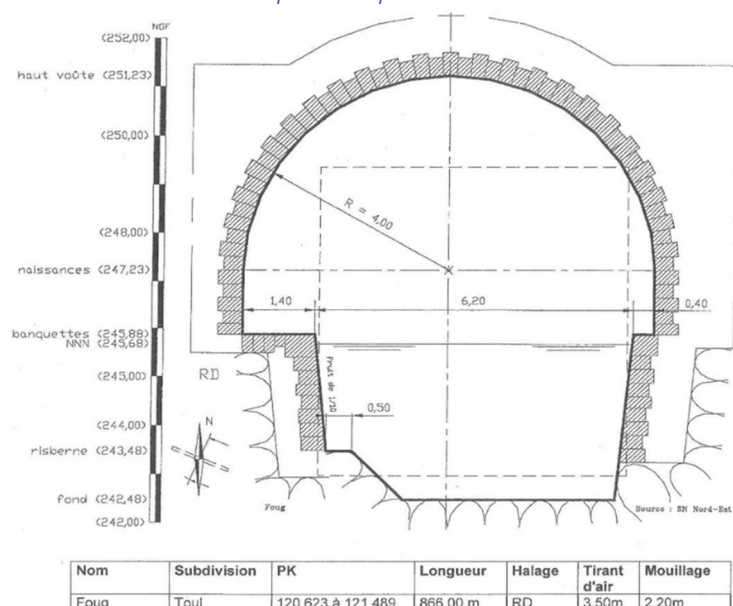 NGF
(252,00)
haut voûte (251,23)
(250,00)
R = 4,00
(248,00)
naissances (247,23)
1,40
6,20
0,40
banquettes (245,88)
NNN (245,68)
RD
(245,00)
Fruit de 1/10
0,50
(244,00)
N
risberne (243,48)
fond (242,48)
Foug
Source : SN Nord-Est
(242,00)
Nom Subdivision PK Longueur Halage Tirant d'air Mouillage
Foug Toul 120.623 à 121.489 866,00 m RD 3,50m 2,20m